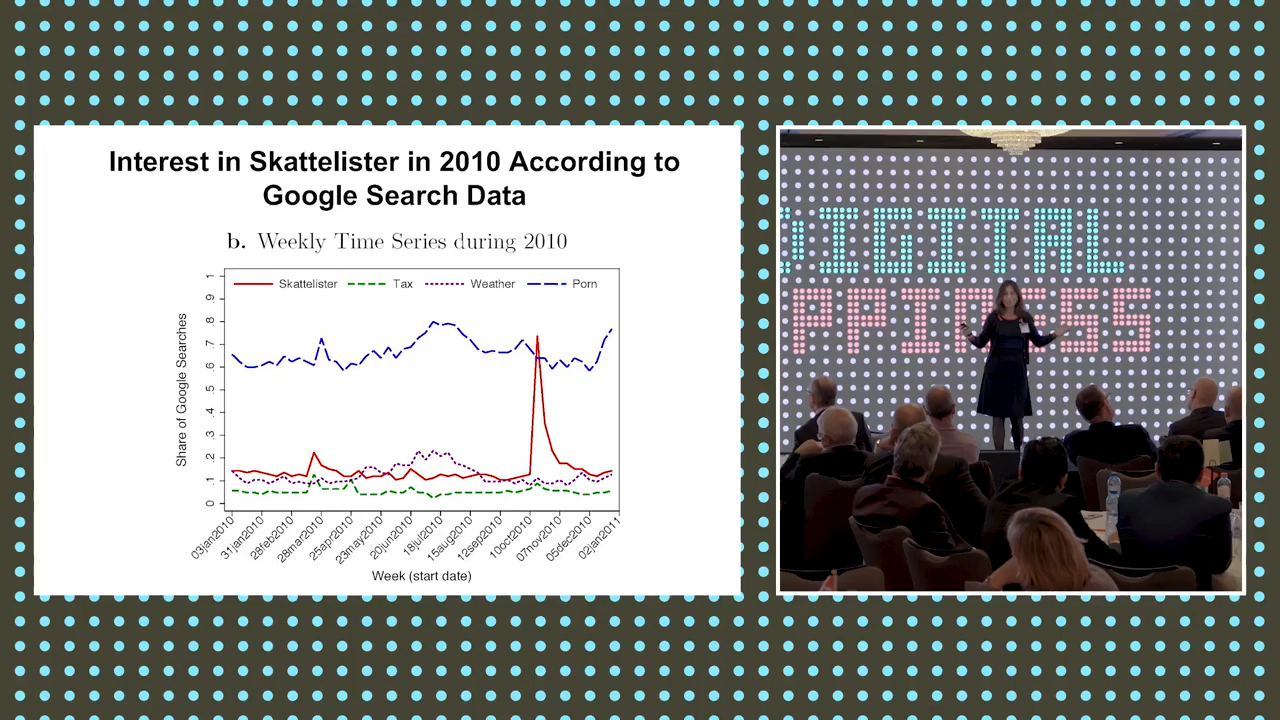 Interest in Skattelister in 2010 According to
Google Search Data
b. Weekly Time Series during 2010
Skattelister Tax Weather Porn
Share of Google Searches
1
.9
.8
.7
.6
.5
.4
.3
.2
.1
0
03jan2010
31jan2010
28feb2010
28mar2010
25apr2010
23may2010
20jun2010
18jul2010
15aug2010
12sep2010
10oct2010
07nov2010
05dec2010
02jan2011
Week (start date)
DIGITAL
PPINESS